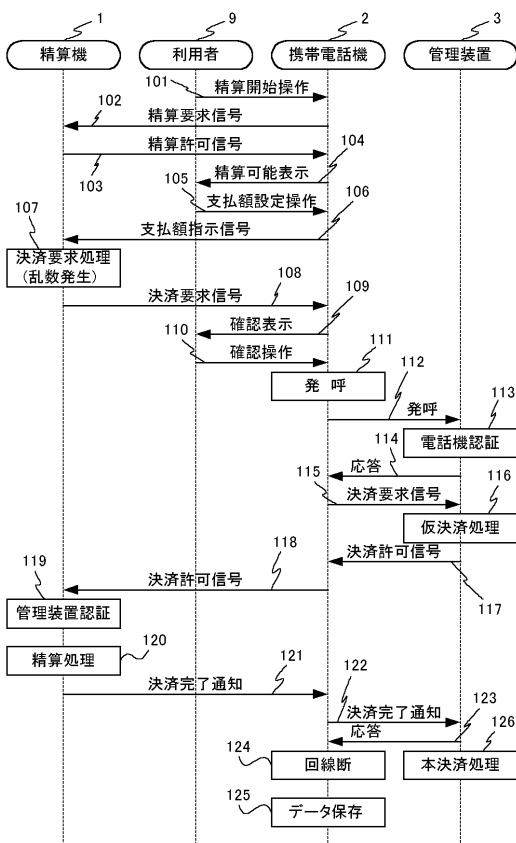 1
9
2
3
精算機
利用者
携帯電話機
管理装置
101
精算開始操作
102
精算要求信号
精算許可信号
103
104
精算可能表示
105
支払額設定操作
106
107
支払額指示信号
決済要求処理
(乱数発生)
決済要求信号
108
109
確認表示
110
確認操作
111
発 呼
112
発呼
113
電話機認証
114
応答
115
決済要求信号
116
仮決済処理
決済許可信号
117
118
決済許可信号
119
管理装置認証
120
精算処理
121
決済完了通知
122
決済完了通知
123
応答
126
124
回線断
本決済処理
125
データ保存